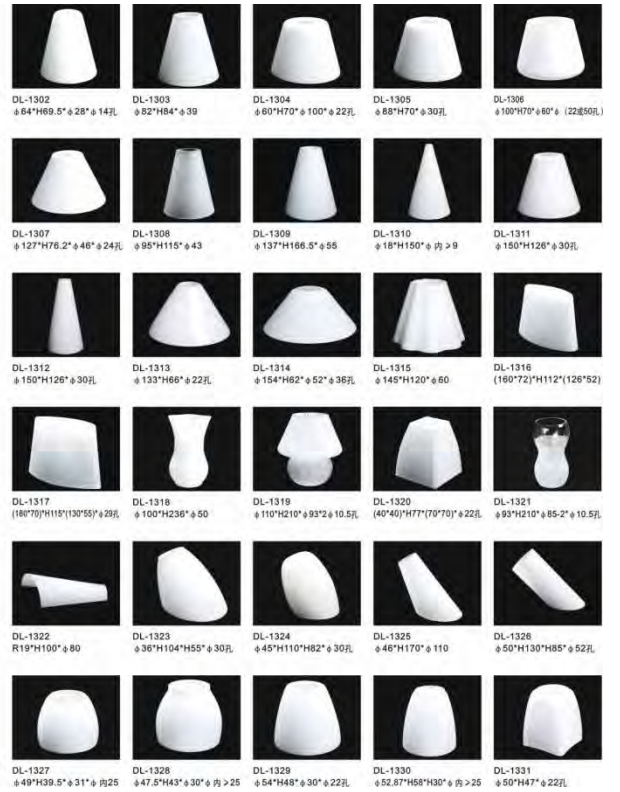 DL-1302
φ64*H69.5*φ28*φ14孔
DL-1303
φ82*H84*φ39
DL-1304
φ60*H70*φ100*φ22孔
DL-1305
φ88*H70*φ30孔
DL-1306
φ100*H70*φ60*φ (22或50孔)
DL-1307
φ127*H76.2*φ46*φ24孔
DL-1308
φ95*H115*φ43
DL-1309
φ137*H166.5*φ55
DL-1310
φ18*H150*φ内>9
DL-1311
φ150*H126*φ30孔
DL-1312
φ150*H126*φ30孔
DL-1313
φ133*H66*φ22孔
DL-1314
φ154*H62*φ52*φ36孔
DL-1315
φ145*H120*φ60
DL-1316
(160*72)*H112*(126*52)
DL-1317
(180*70)*H115*(130*55)*φ29孔
DL-1318
φ100*H236*φ50
DL-1319
φ110*H210*φ93*2φ10.5孔
DL-1320
(40*40)*H77*(70*70)*φ22孔
DL-1321
φ93*H210*φ85-2*φ10.5孔
DL-1322
R19*H100*φ80
DL-1323
φ36*H104*H55*φ30孔
DL-1324
φ45*H110*H82*φ30孔
DL-1325
φ46*H170*φ110
DL-1326
φ50*H130*H85*φ52孔
DL-1327
φ49*H39.5*φ31*φ内25
DL-1328
φ47.5*H43*φ30*φ内>25
DL-1329
φ54*H48*φ30*φ22孔
DL-1330
φ52.87*H58*H30*φ内>25
DL-1331
φ50*H47*φ22孔